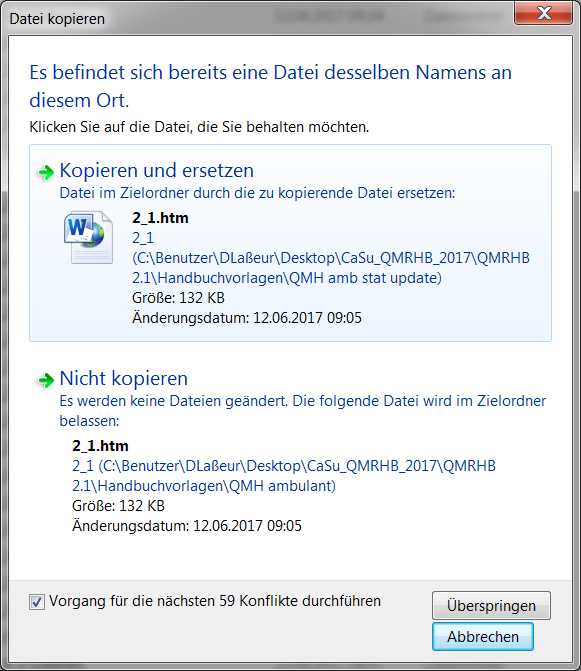 Datei kopieren
Es befindet sich bereits eine Datei desselben Namens an
diesem Ort.
Klicken Sie auf die Datei, die Sie behalten möchten.
Kopieren und ersetzen
Datei im Zielordner durch die zu kopierende Datei ersetzen:
2_1.htm
2_1
(C:\Benutzer\DLaßeur\Desktop\CaSu_QMRHB_2017\QMRHB
2.1\Handbuchvorlagen\QMH amb stat update)
Größe: 132 KB
Änderungsdatum: 12.06.2017 09:05
Nicht kopieren
Es werden keine Dateien geändert. Die folgende Datei wird im Zielordner
belassen:
2_1.htm
2_1 (C:\Benutzer\DLaßeur\Desktop\CaSu_QMRHB_2017\QMRHB
2.1\Handbuchvorlagen\QMH ambulant)
Größe: 132 KB
Änderungsdatum: 12.06.2017 09:05
Vorgang für die nächsten 59 Konflikte durchführen
Überspringen
Abbrechen